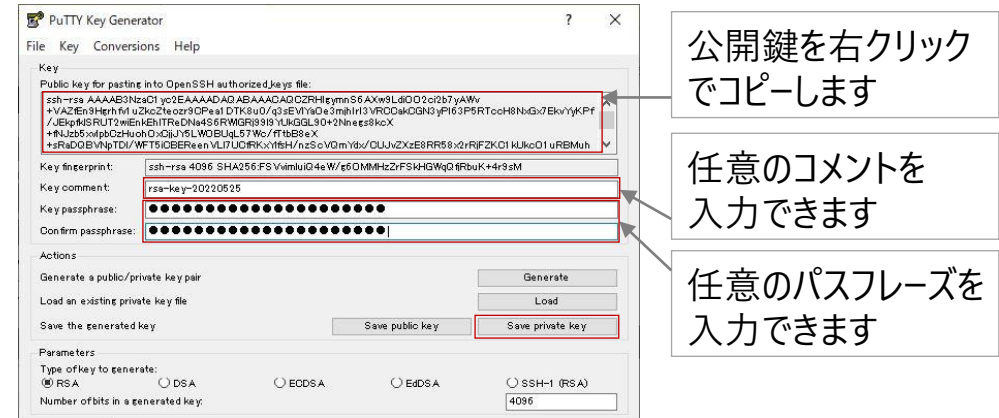 PuTTY Key Generator ? ×
File Key Conversions Help
Key
Public key for pasting into OpenSSH authorized_keys file:
Key fingerprint: ssh-rsa 4096
Key comment: rsa-key-20220525
Key passphrase: ●●●●●●●●●●●●●●●●●●●●●
Confirm passphrase: ●●●●●●●●●●●●●●●●●●●●●
Actions
Generate a public/private key pair
Generate
Load an existing private key file
Load
Save the generated key
Save public key
Save private key
Parameters
Type of key to generate:
RSA DSA ECDSA EdDSA SSH-1 (RSA)
Number of bits in a generated key: 4096
公開鍵を右クリック
でコピーします
任意のコメントを
入力できます
任意のパスフレーズを
入力できます